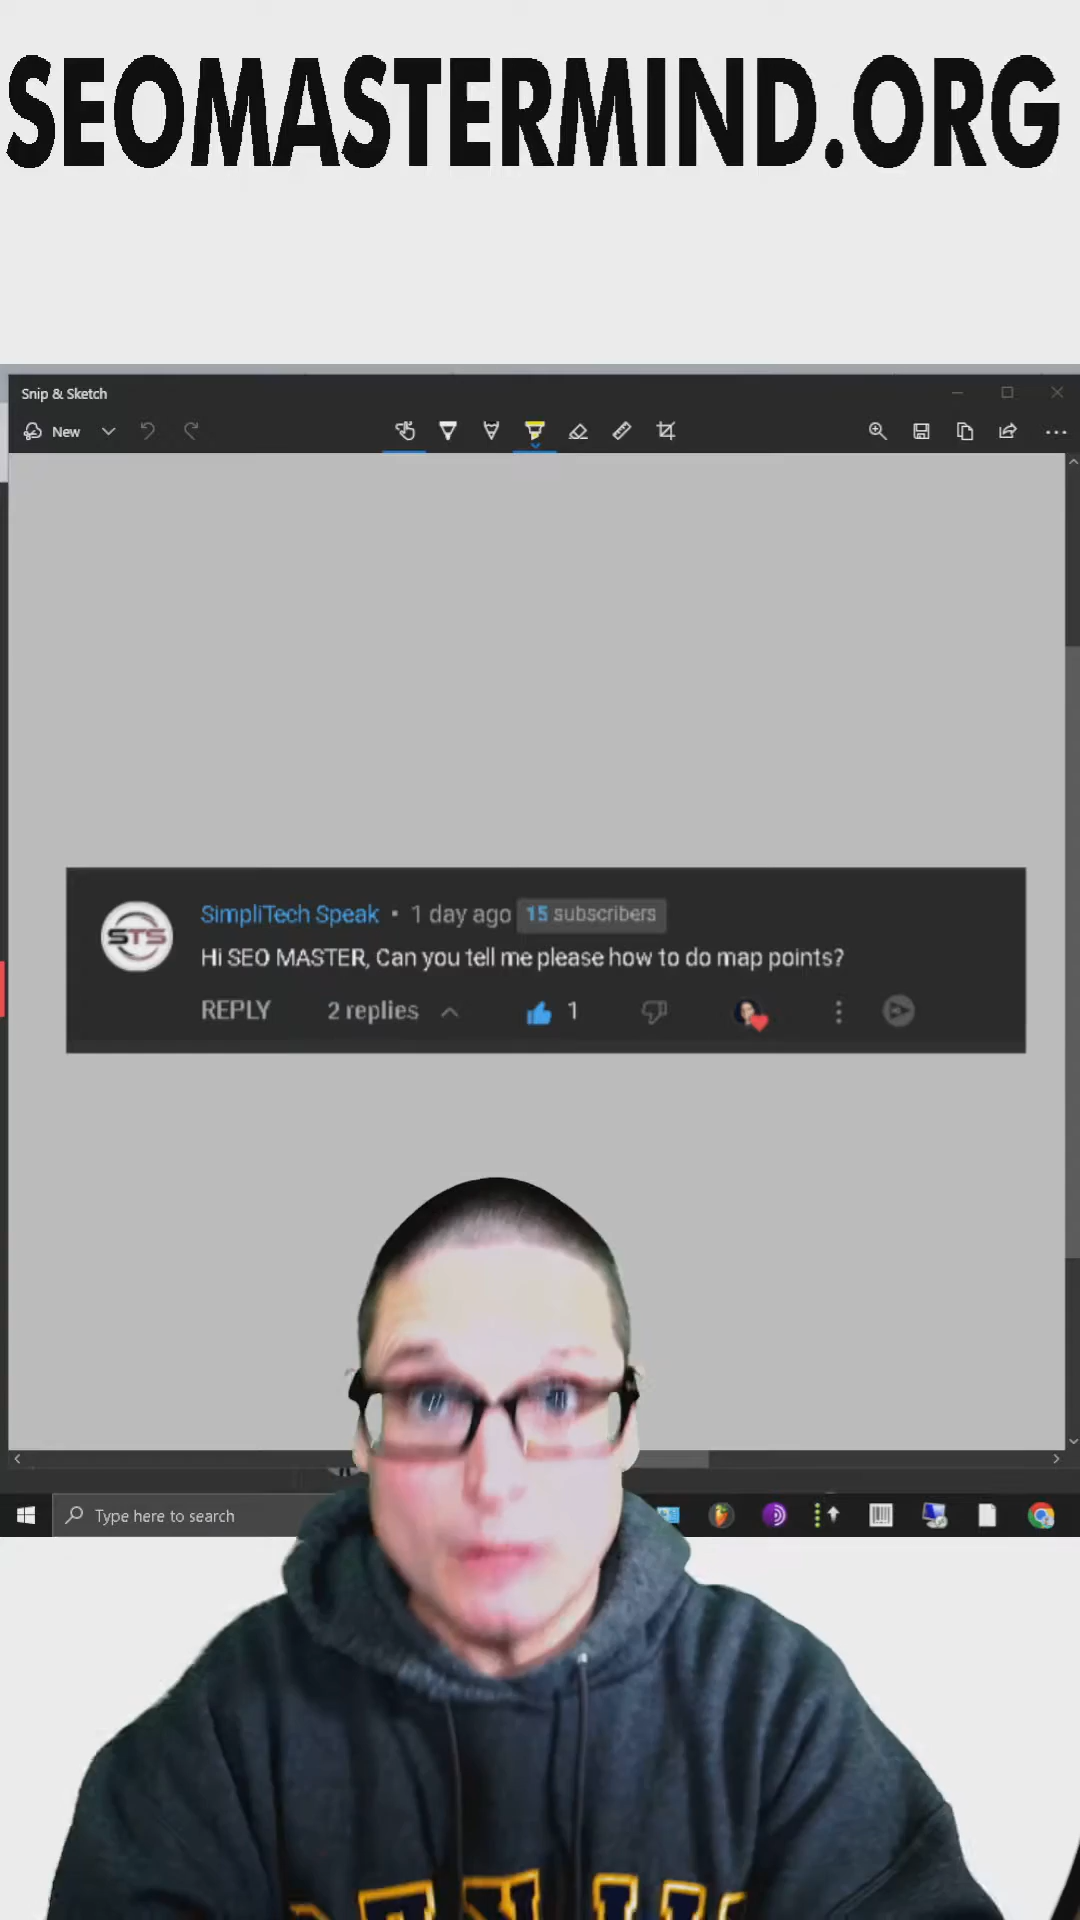 SEOMASTERMIND.ORG
Snip & Sketch
New
STS
SimpliTech Speak • 1 day ago 15 subscribers
Hi SEO MASTER, Can you tell me please how to do map points?
REPLY 2 replies 1
Type here to search